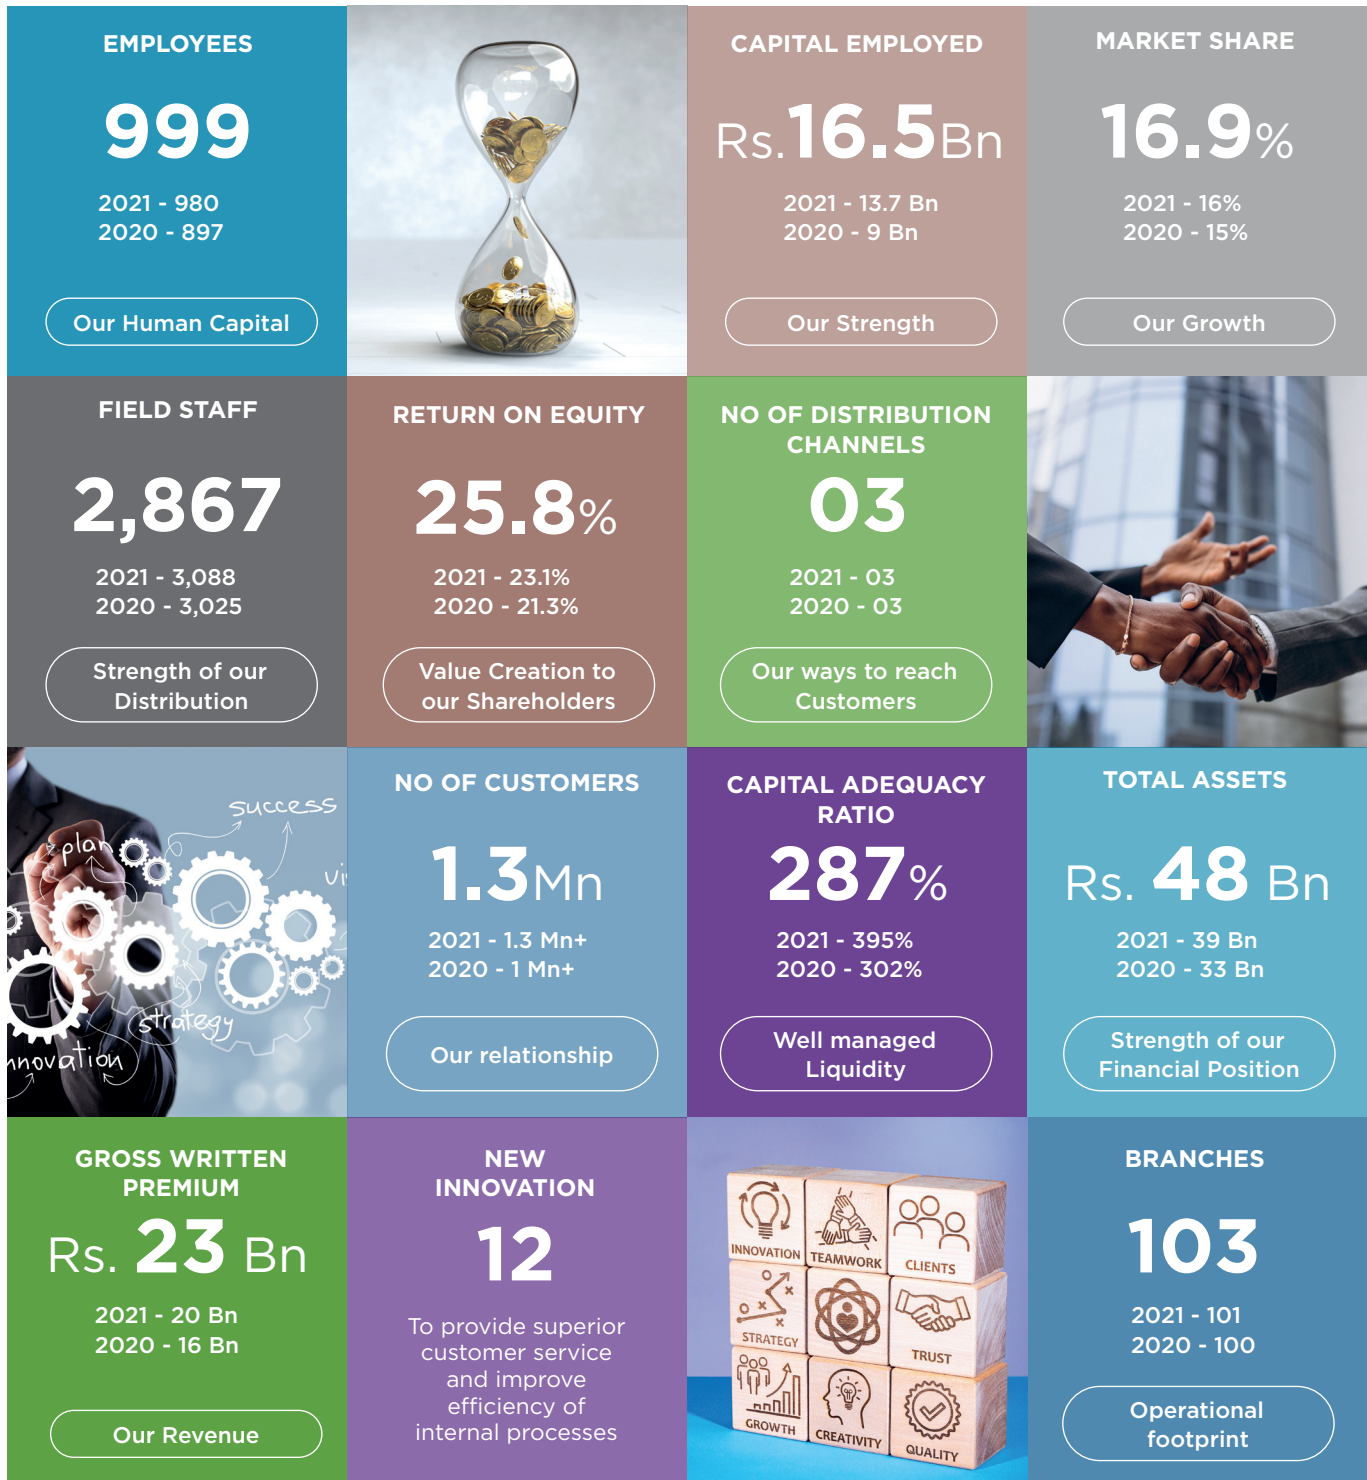 EMPLOYEES
999
2021 - 980
2020 - 897
Our Human Capital
CAPITAL EMPLOYED
Rs.16.5Bn
2021 - 13.7 Bn
2020 - 9 Bn
Our Strength
MARKET SHARE
16.9%
2021 - 16%
2020 - 15%
Our Growth
FIELD STAFF
2,867
2021 - 3,088
2020 - 3,025
Strength of our
Distribution
RETURN ON EQUITY
25.8%
2021 - 23.1%
2020 - 21.3%
Value Creation to
our Shareholders
NO OF DISTRIBUTION
CHANNELS
03
2021 - 03
2020 - 03
Our ways to reach
Customers
success
plan
vi
strategy
nnovation
NO OF CUSTOMERS
1.3Mn
2021 - 1.3 Mn+
2020 - 1 Mn+
Our relationship
CAPITAL ADEQUACY
RATIO
287%
2021 - 395%
2020 - 302%
Well managed
Liquidity
TOTAL ASSETS
Rs. 48 Bn
2021 - 39 Bn
2020 - 33 Bn
Strength of our
Financial Position
GROSS WRITTEN
PREMIUM
Rs. 23 Bn
2021 - 20 Bn
2020 - 16 Bn
Our Revenue
NEW
INNOVATION
12
To provide superior
customer service
and improve
efficiency of
internal processes
INNOVATION TEAMWORK CLIENTS
STRATEGY TRUST
GROWTH CREATIVITY QUALITY
BRANCHES
103
2021 - 101
2020 - 100
Operational
footprint